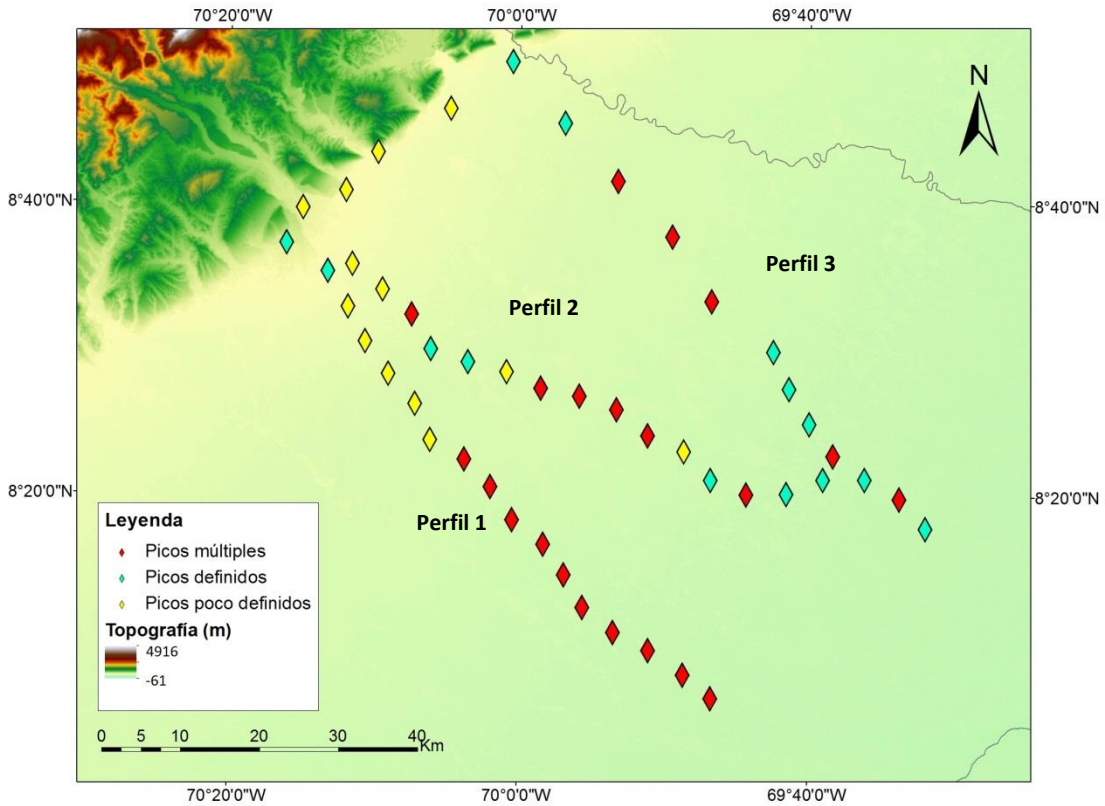 70°20'0"W 70°0'0"W 69°40'0"W
N
8°40'0"N 8°40'0"N
Perfil 3
Perfil 2
8°20'0"N 8°20'0"N
Perfil 1
Leyenda
Picos múltiples
Picos definidos
Picos poco definidos
Topografía (m)
4916
-61
0 5 10 20 30 40 Km
70°20'0"W 70°0'0"W 69°40'0"W